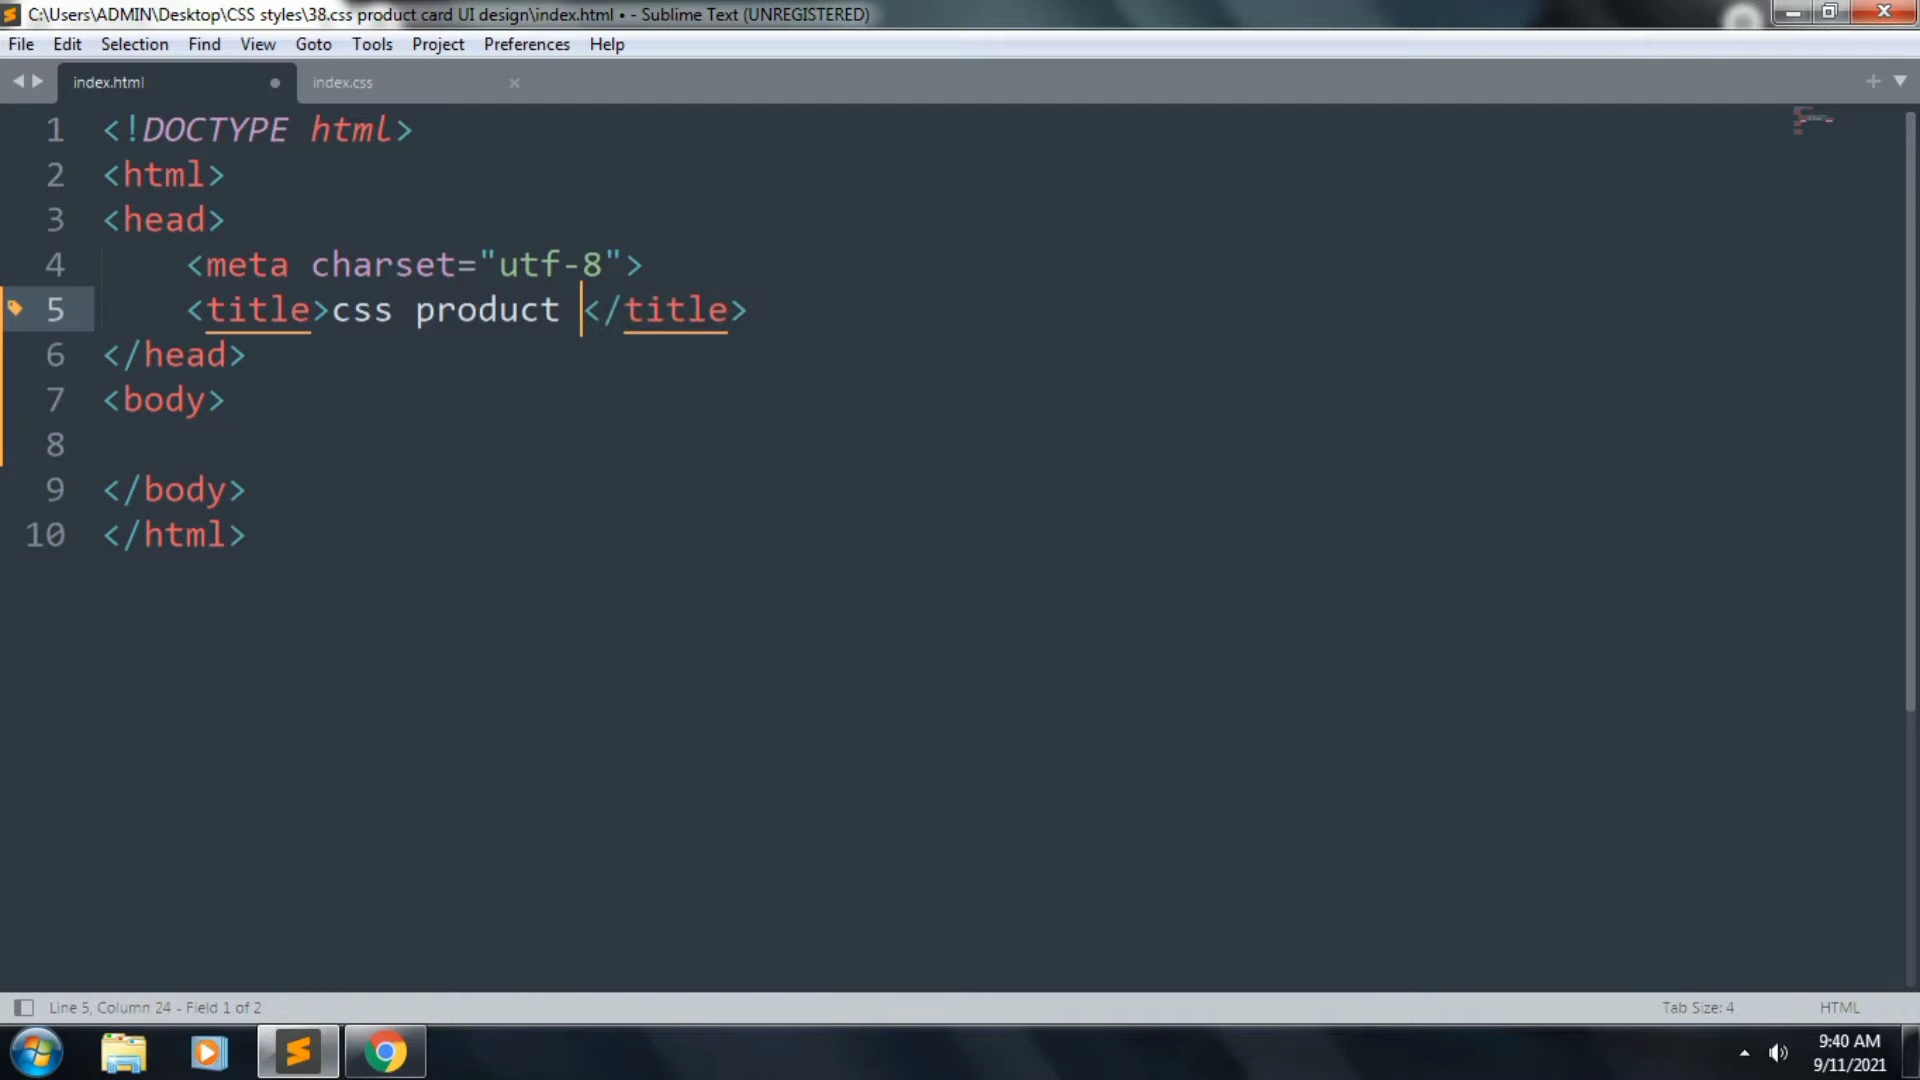 C:\Users\ADMIN\Desktop\CSS styles\38.css product card UI design\index.html • - Sublime Text (UNREGISTERED)
File Edit Selection Find View Goto Tools Project Preferences Help
index.html index.css
1 <!DOCTYPE html>
2 <html>
3 <head>
4 <meta charset="utf-8">
5 <title>css product </title>
6 </head>
7 <body>
8
9 </body>
10 </html>
Line 5, Column 24 - Field 1 of 2 Tab Size: 4 HTML
9:40 AM
9/11/2021